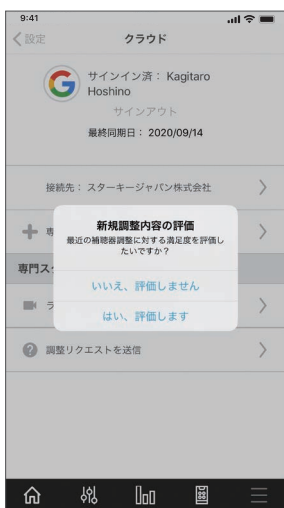 9:41
設定
クラウド
サインイン済： Kagitaro
Hoshino
サインアウト
最終同期日： 2020/09/14
接続先： スターキージャパン株式会社
専
新規調整内容の評価
最近の補聴器調整に対する満足度を評価し
たいですか？
専門ス
いいえ、評価しません
ラ
はい、評価します
調整リクエストを送信